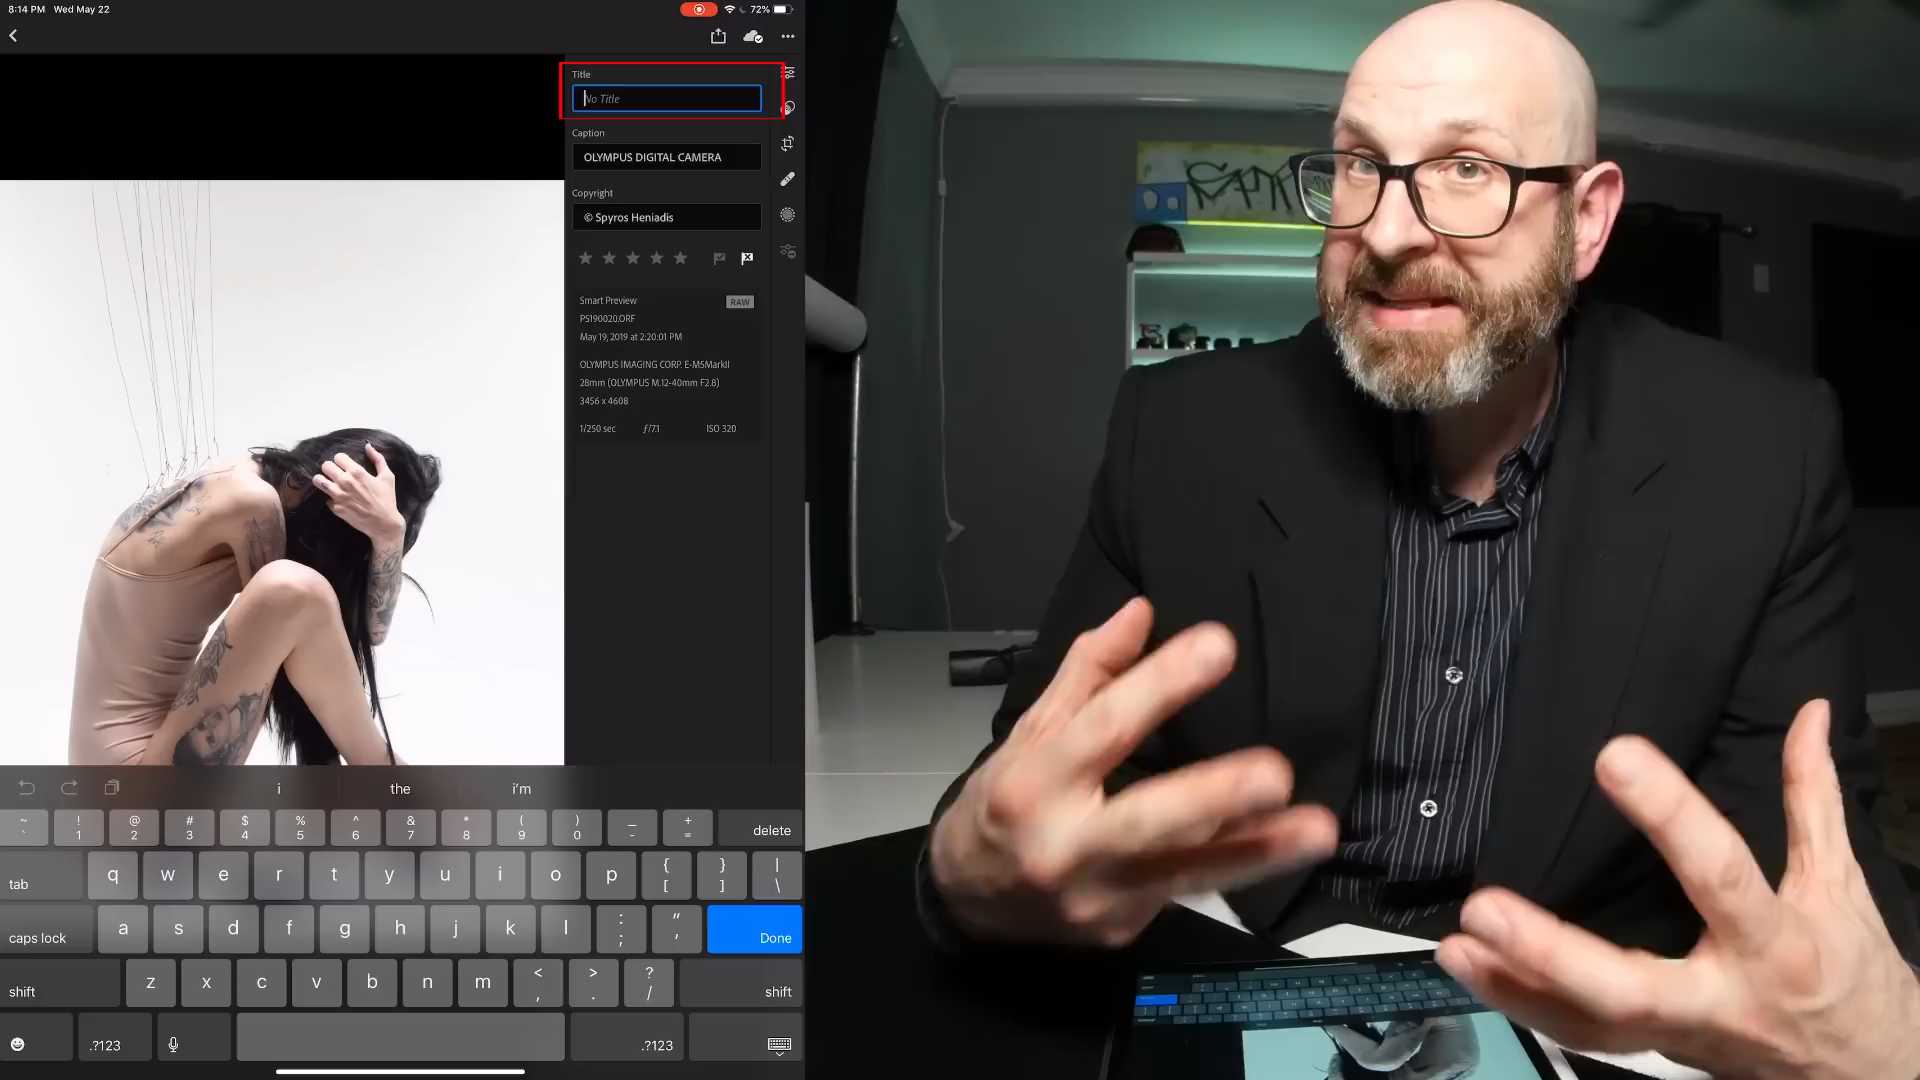 8:14 PM Wed May 22
72%
Title
No Title
Caption
OLYMPUS DIGITAL CAMERA
Copyright
© Spyros Heniadis
Smart Preview RAW
P5190020.ORF
May 19, 2019 at 2:20:01 PM
OLYMPUS IMAGING CORP. E-M5MarkII
28mm (OLYMPUS M.12-40mm F2.8)
3456 x 4608
1/250 sec ƒ/7.1 ISO 320
i the i'm
~ ! @ # $ % ^ & * ( ) _ +
` 1 2 3 4 5 6 7 8 9 0 - = delete
tab q w e r t y u i o p { [ } ] | \
caps lock a s d f g h j k l : ; " ' Done
shift z x c v b n m < , > . ? / shift
.?123 .?123